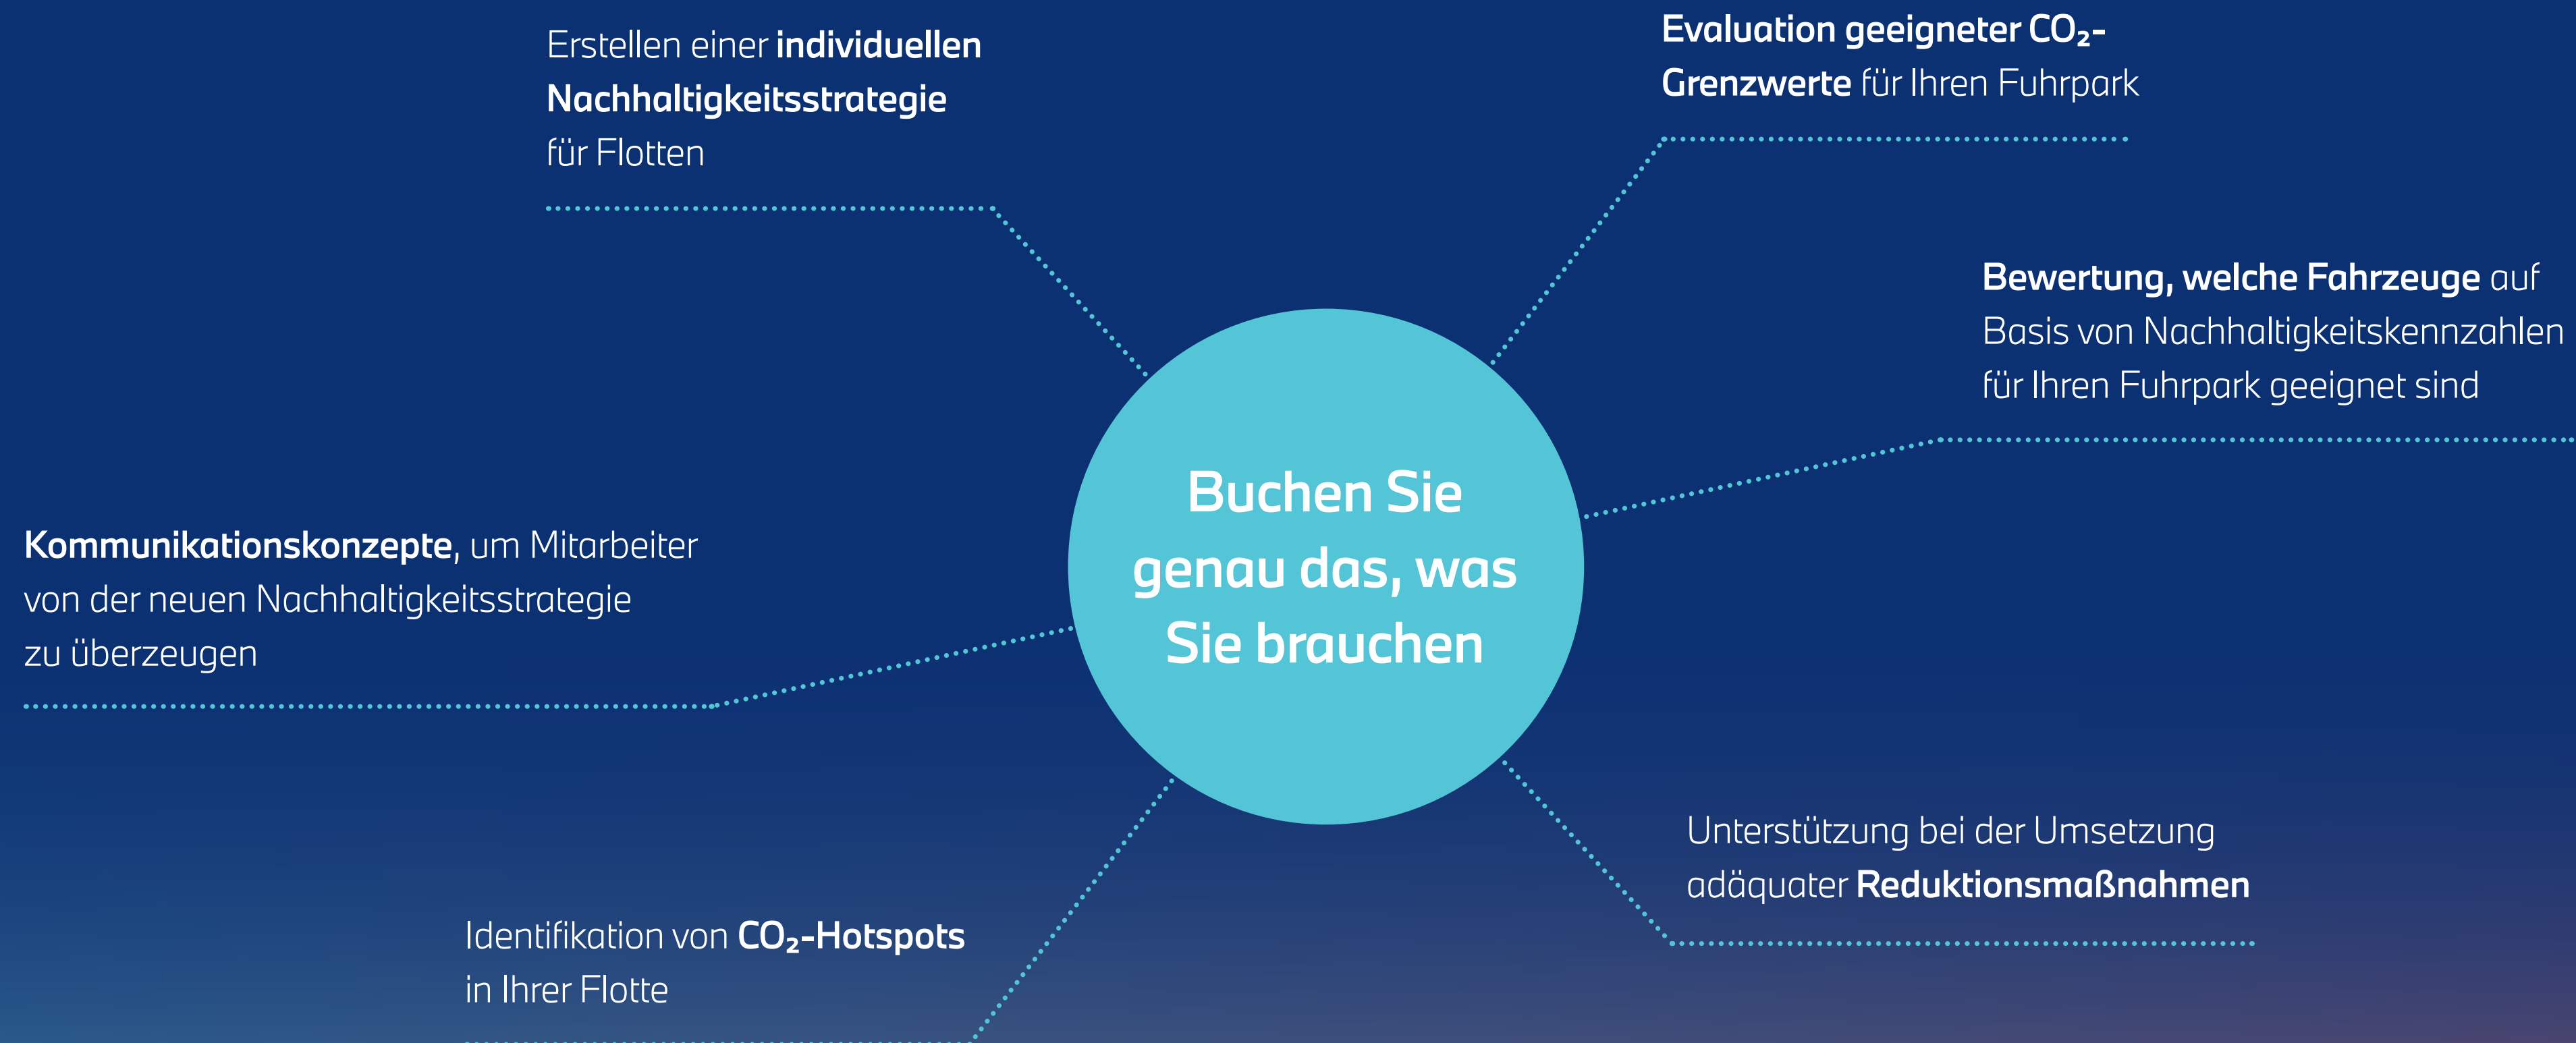 Erstellen einer individuellen
Nachhaltigkeitsstrategie
für Flotten
Evaluation geeigneter CO₂-
Grenzwerte für Ihren Fuhrpark
Bewertung, welche Fahrzeuge auf
Basis von Nachhaltigkeitskennzahlen
für Ihren Fuhrpark geeignet sind
Buchen Sie
genau das, was
Sie brauchen
Kommunikationskonzepte, um Mitarbeiter
von der neuen Nachhaltigkeitsstrategie
zu überzeugen
Unterstützung bei der Umsetzung
adäquater Reduktionsmaßnahmen
Identifikation von CO₂-Hotspots
in Ihrer Flotte